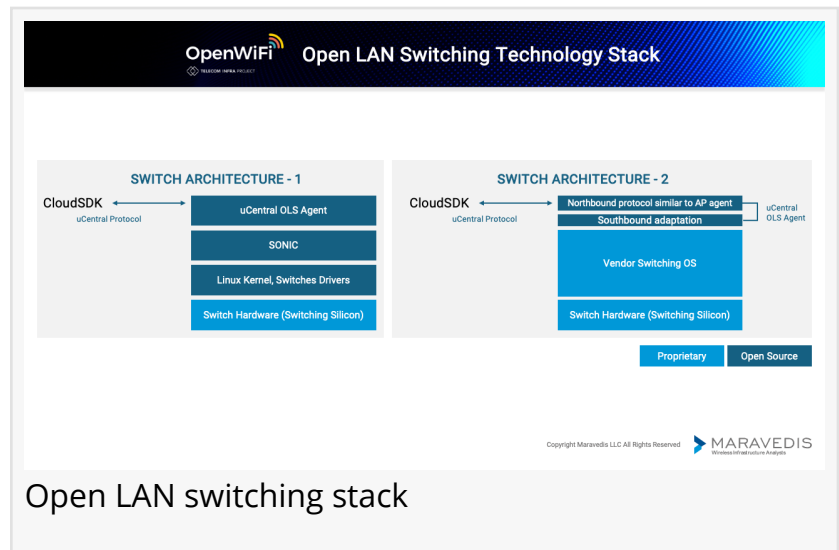 OpenWiFi
TELECOM INFRA PROJECT
Open LAN Switching Technology Stack
SWITCH ARCHITECTURE - 1
CloudSDK
uCentral Protocol
uCentral OLS Agent
SONIC
Linux Kernel, Switches Drivers
Switch Hardware (Switching Silicon)
SWITCH ARCHITECTURE - 2
CloudSDK
uCentral Protocol
Northbound protocol similar to AP agent
Southbound adaptation
uCentral
OLS Agent
Vendor Switching OS
Switch Hardware (Switching Silicon)
Proprietary
Open Source
Copyright Maravedis LLC All Rights Reserved
MARAVEDIS
Wireless Infrastructure Analysis
Open LAN switching stack